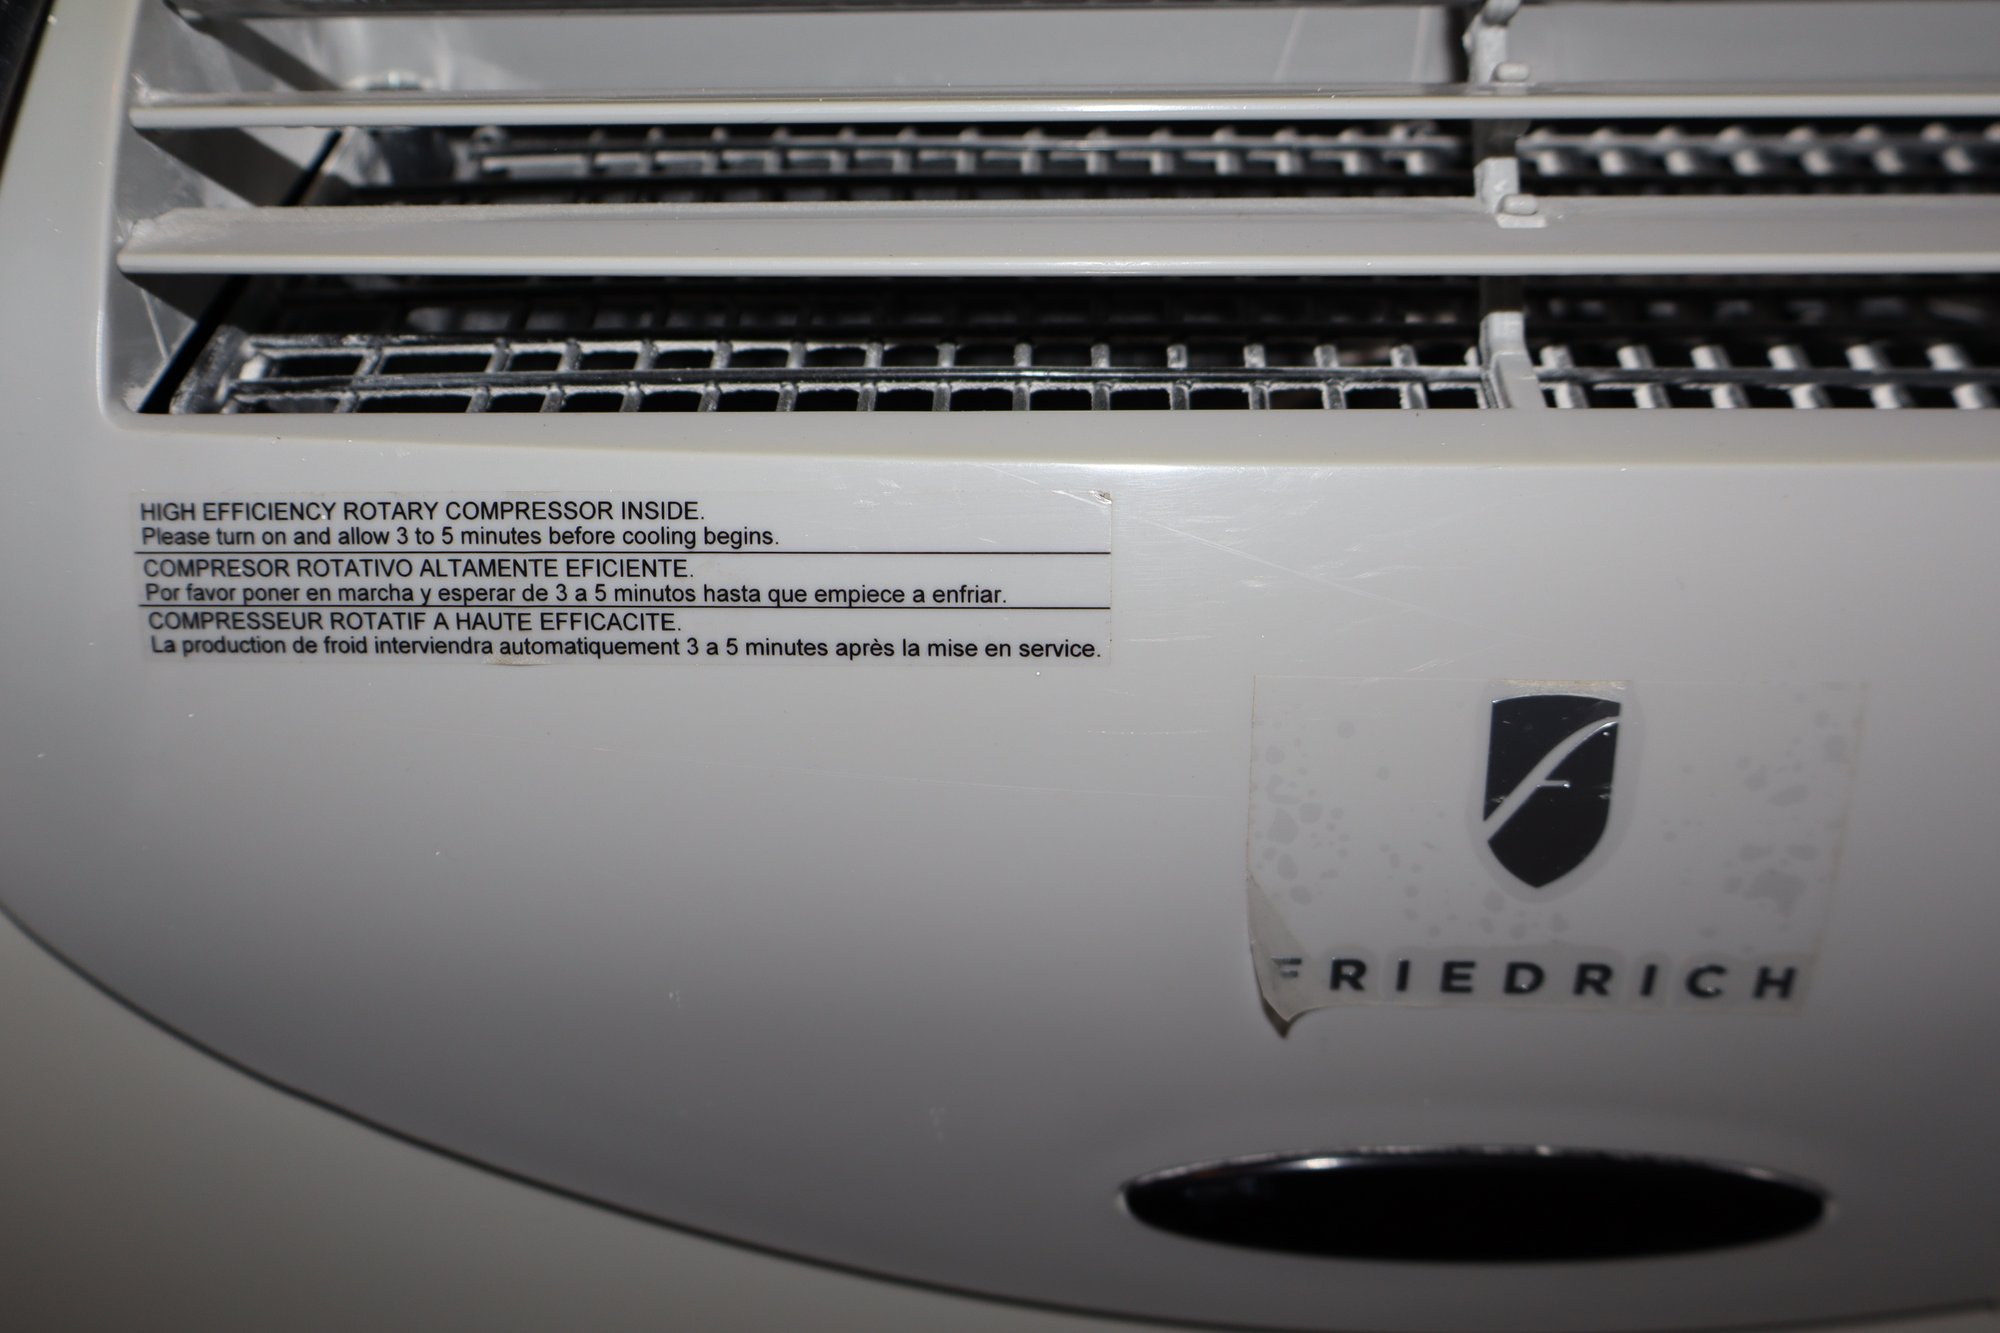 HIGH EFFICIENCY ROTARY COMPRESSOR INSIDE.
Please turn on and allow 3 to 5 minutes before cooling begins.
COMPRESOR ROTATIVO ALTAMENTE EFICIENTE.
Por favor poner en marcha y esperar de 3 a 5 minutos hasta que empiece a enfriar.
COMPRESSEUR ROTATIF A HAUTE EFFICACITE.
La production de froid interviendra automatiquement 3 a 5 minutes après la mise en service.
FRIEDRICH